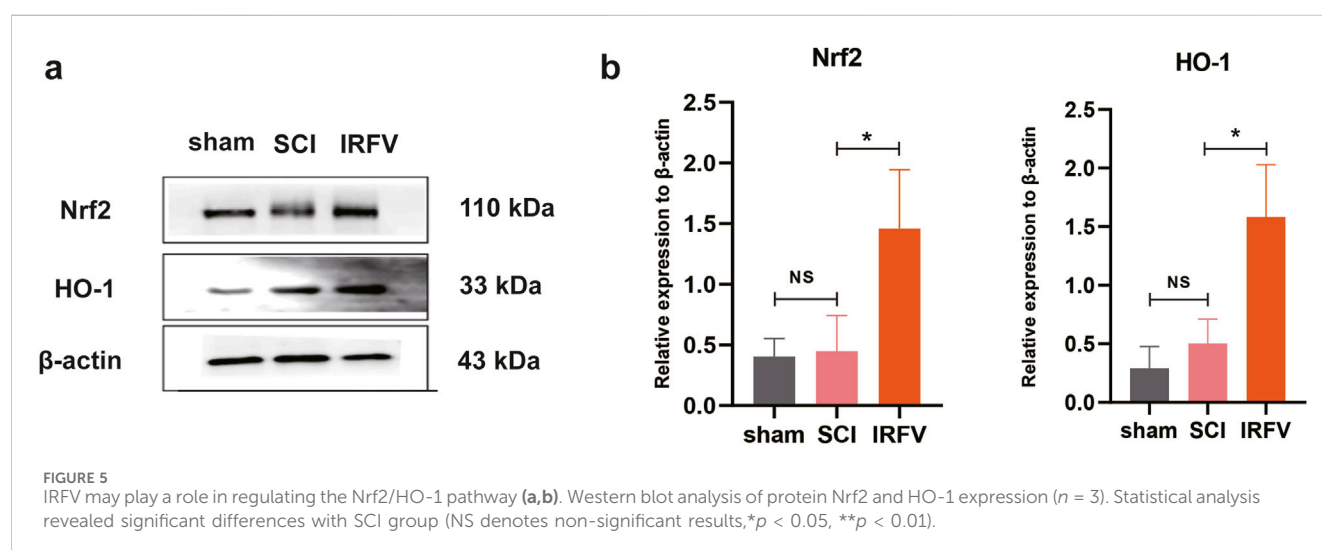 a
sham SCI IRFV
Nrf2 110 kDa
HO-1 33 kDa
β-actin 43 kDa
b
Nrf2
Relative expression to β-actin
2.5
2.0
1.5
1.0
0.5
0.0
NS
*
sham SCI IRFV
HO-1
Relative expression to β-actin
2.5
2.0
1.5
1.0
0.5
0.0
NS
*
sham SCI IRFV
FIGURE 5
IRFV may play a role in regulating the Nrf2/HO-1 pathway (a,b). Western blot analysis of protein Nrf2 and HO-1 expression (n = 3). Statistical analysis
revealed significant differences with SCI group (NS denotes non-significant results,*p < 0.05, **p < 0.01).